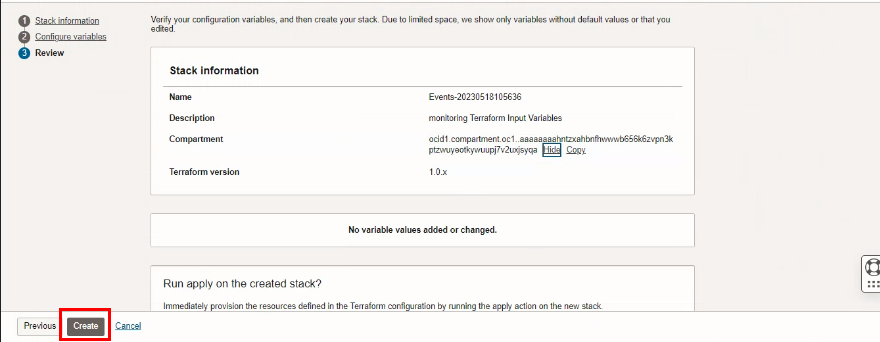 1 Stack information
2 Configure variables
3 Review
Verify your configuration variables, and then create your stack. Due to limited space, we show only variables without default values or that you
edited.
Stack information
Name Events-20230518105636
Description monitoring Terraform Input Variables
Compartment ocid1.compartment.oc1..aaaaaaaahntzxahbnfhwwwb656k6zvpn3k
ptzwuyeotkywuupj7v2uxjsyqa Hide Copy
Terraform version 1.0.x
No variable values added or changed.
Run apply on the created stack?
Immediately provision the resources defined in the Terraform configuration by running the apply action on the new stack.
Previous Create Cancel